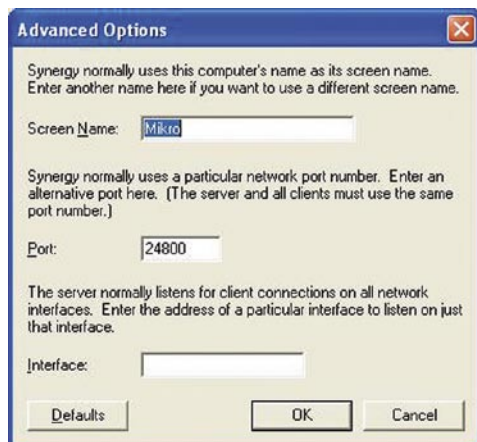 Advanced Options
Synergy normally uses this computer's name as its screen name.
Enter another name here if you want to use a different screen name.
Screen Name: Mikro
Synergy normally uses a particular network port number. Enter an
alternative port here. (The server and all clients must use the same
port number.)
Port: 24800
The server normally listens for client connections on all network
interfaces. Enter the address of a particular interface to listen on just
that interface.
Interface:
Defaults OK Cancel